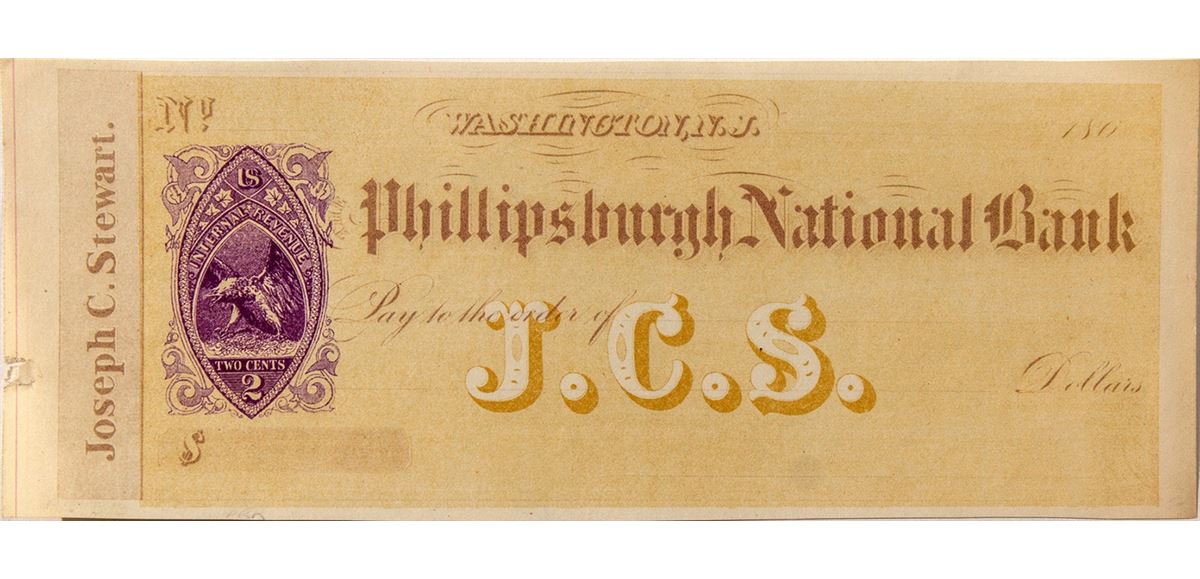 Joseph C. Stewart.
No.
WASHINGTON, N.J. 180
US
INTERNAL REVENUE
TWO CENTS
2
Phillipsburgh National Bank
Pay to the order of
J.C.S.
Dollars
$